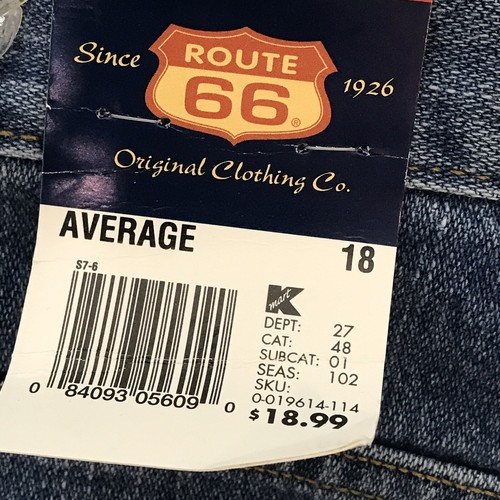 Since ROUTE 66® 1926
Original Clothing Co.
AVERAGE 18
S7-6
Kmart
DEPT: 27
CAT: 48
SUBCAT: 01
SEAS: 102
SKU:
0-019614-114
$18.99
0 84093 05609 0